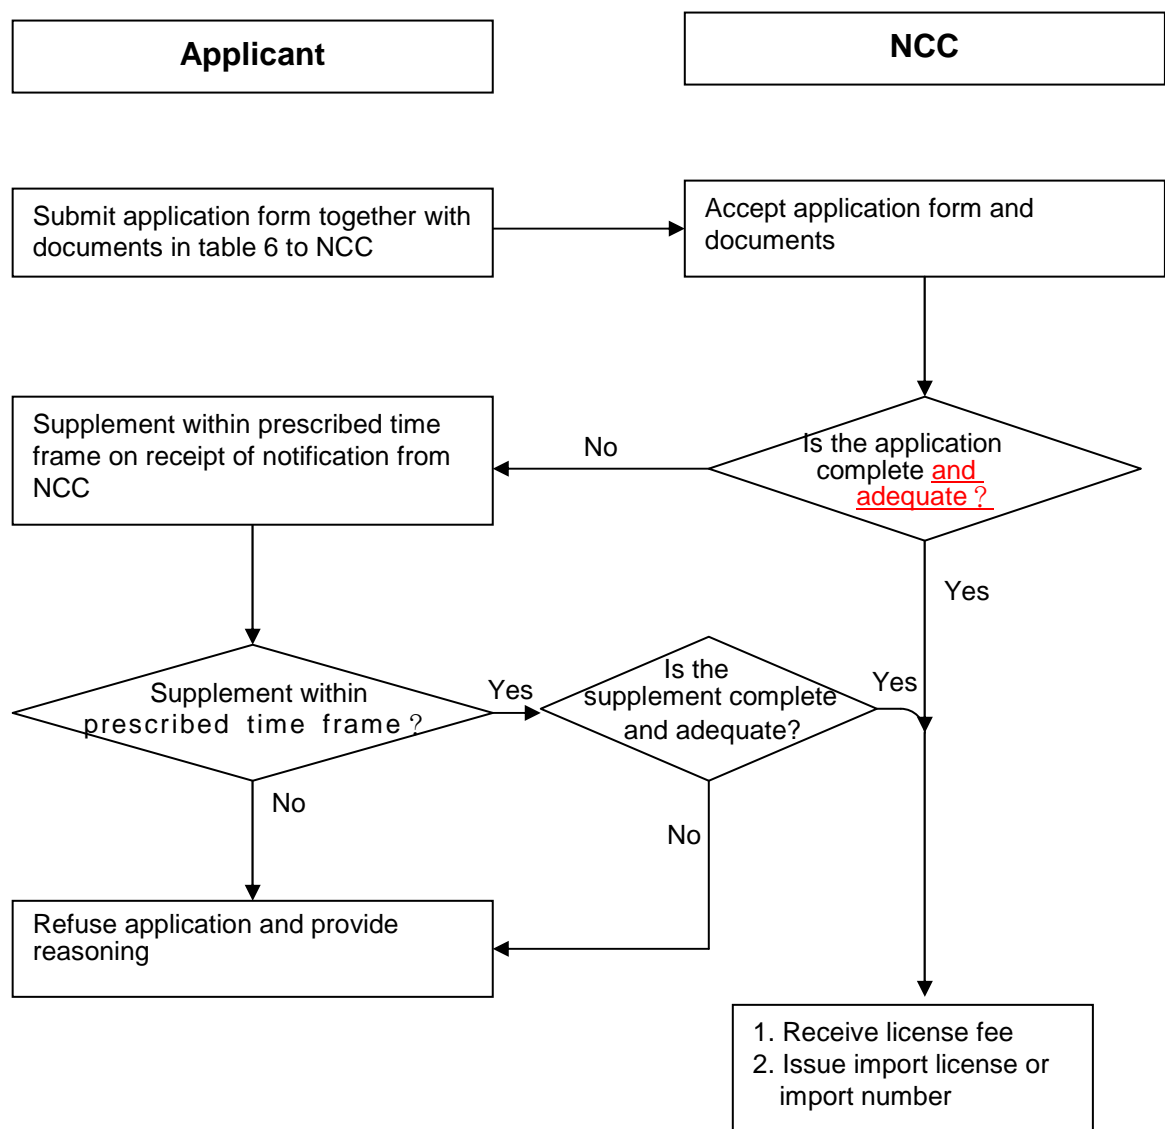 Applicant
NCC
Submit application form together with
documents in table 6 to NCC
Accept application form and
documents
Supplement within prescribed time
frame on receipt of notification from
NCC
No
Is the application
complete and
adequate？
Yes
Supplement within
prescribed time frame？
Yes
Is the
supplement complete
and adequate?
Yes
No
No
Refuse application and provide
reasoning
1. Receive license fee
2. Issue import license or
import number